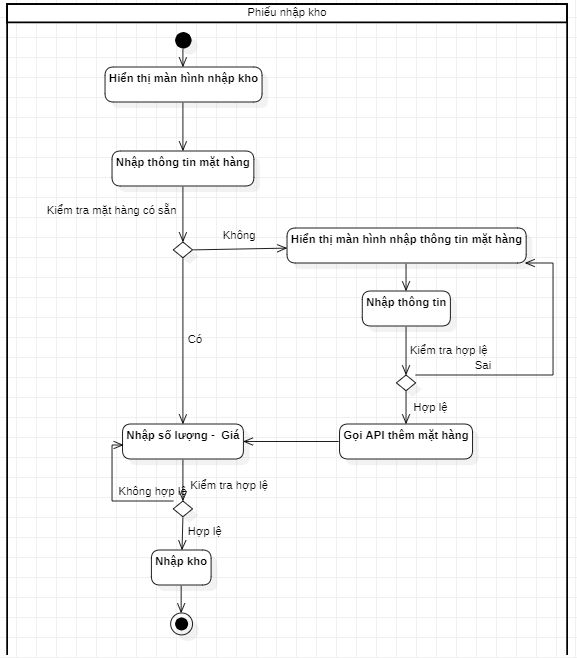 Phiếu nhập kho
Hiển thị màn hình nhập kho
Nhập thông tin mặt hàng
Kiểm tra mặt hàng có sẵn
Không
Hiển thị màn hình nhập thông tin mặt hàng
Nhập thông tin
Có
Kiểm tra hợp lệ
Sai
Hợp lệ
Nhập số lượng - Giá
Gọi API thêm mặt hàng
Không hợp lệ
Kiểm tra hợp lệ
Hợp lệ
Nhập kho